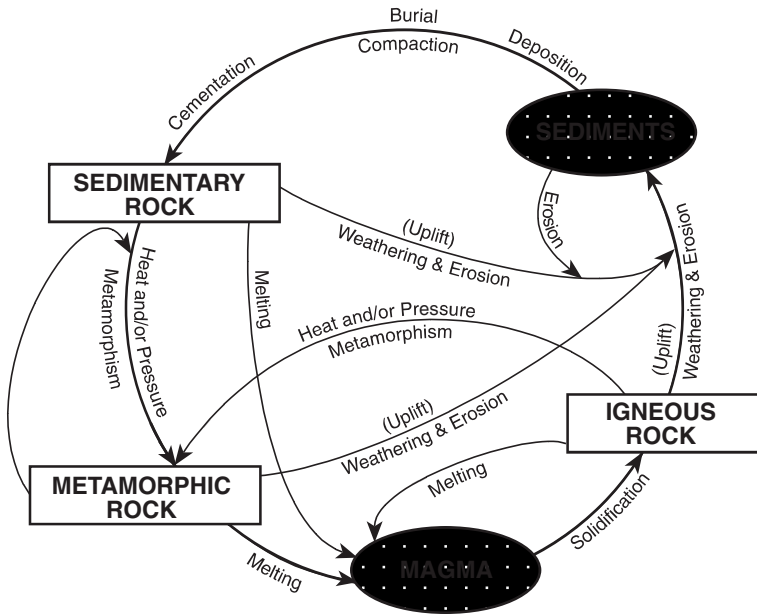 Burial
Compaction
Deposition
Cementation
SEDIMENTS
SEDIMENTARY
ROCK
Erosion
(Uplift)
Weathering & Erosion
Melting
Heat and/or Pressure
Metamorphism
Heat and/or Pressure
Metamorphism
(Uplift)
Weathering & Erosion
(Uplift)
Weathering & Erosion
IGNEOUS
ROCK
METAMORPHIC
ROCK
Melting
Solidification
Melting
MAGMA